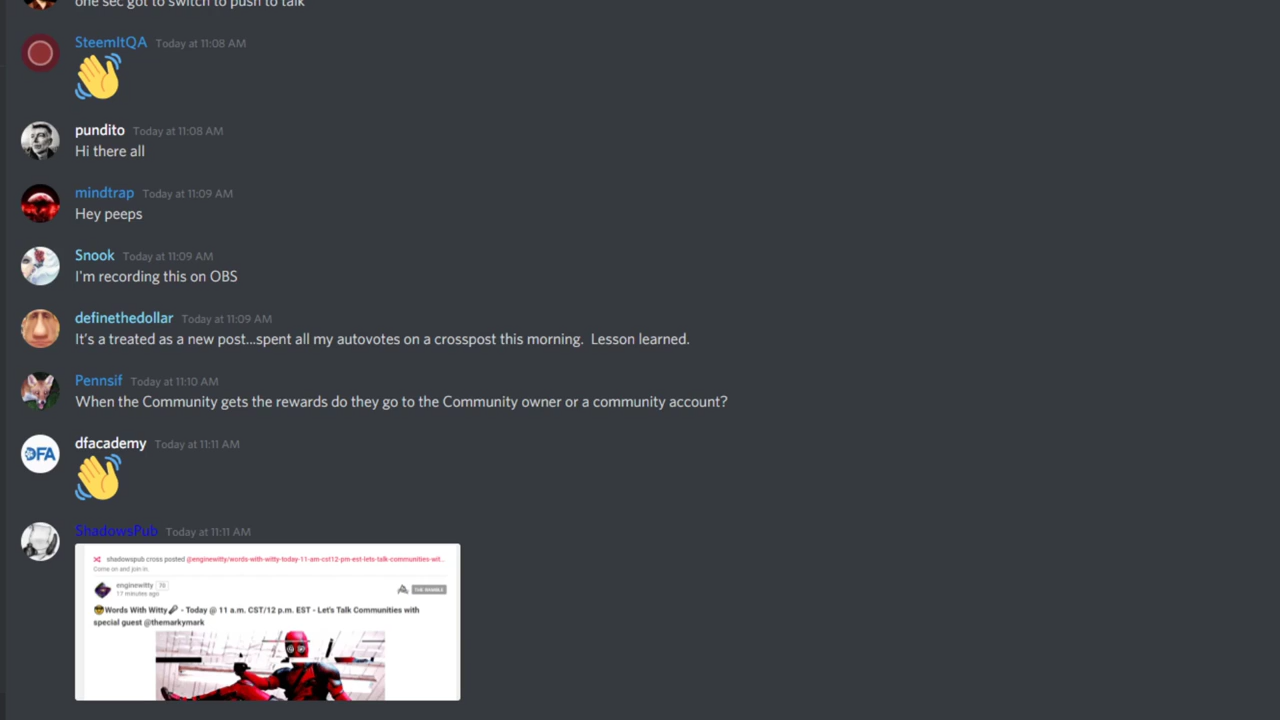 one sec got to switch to push to talk
SteemItQA Today at 11:08 AM
pundito Today at 11:08 AM
Hi there all
mindtrap Today at 11:09 AM
Hey peeps
Snook Today at 11:09 AM
I'm recording this on OBS
definethedollar Today at 11:09 AM
It's a treated as a new post...spent all my autovotes on a crosspost this morning. Lesson learned.
Pennsif Today at 11:10 AM
When the Community gets the rewards do they go to the Community owner or a community account?
DFA
dfacademy Today at 11:11 AM
ShadowsPub Today at 11:11 AM
shadowspub cross posted @enginewitty/words-with-witty-today-11-am-cst12-pm-est-lets-talk-communities-wit...
Come on and join in.
enginewitty 70
17 minutes ago
THE RAMBLE
Words With Witty - Today @ 11 a.m. CST/12 p.m. EST - Let's Talk Communities with
special guest @themarkymark